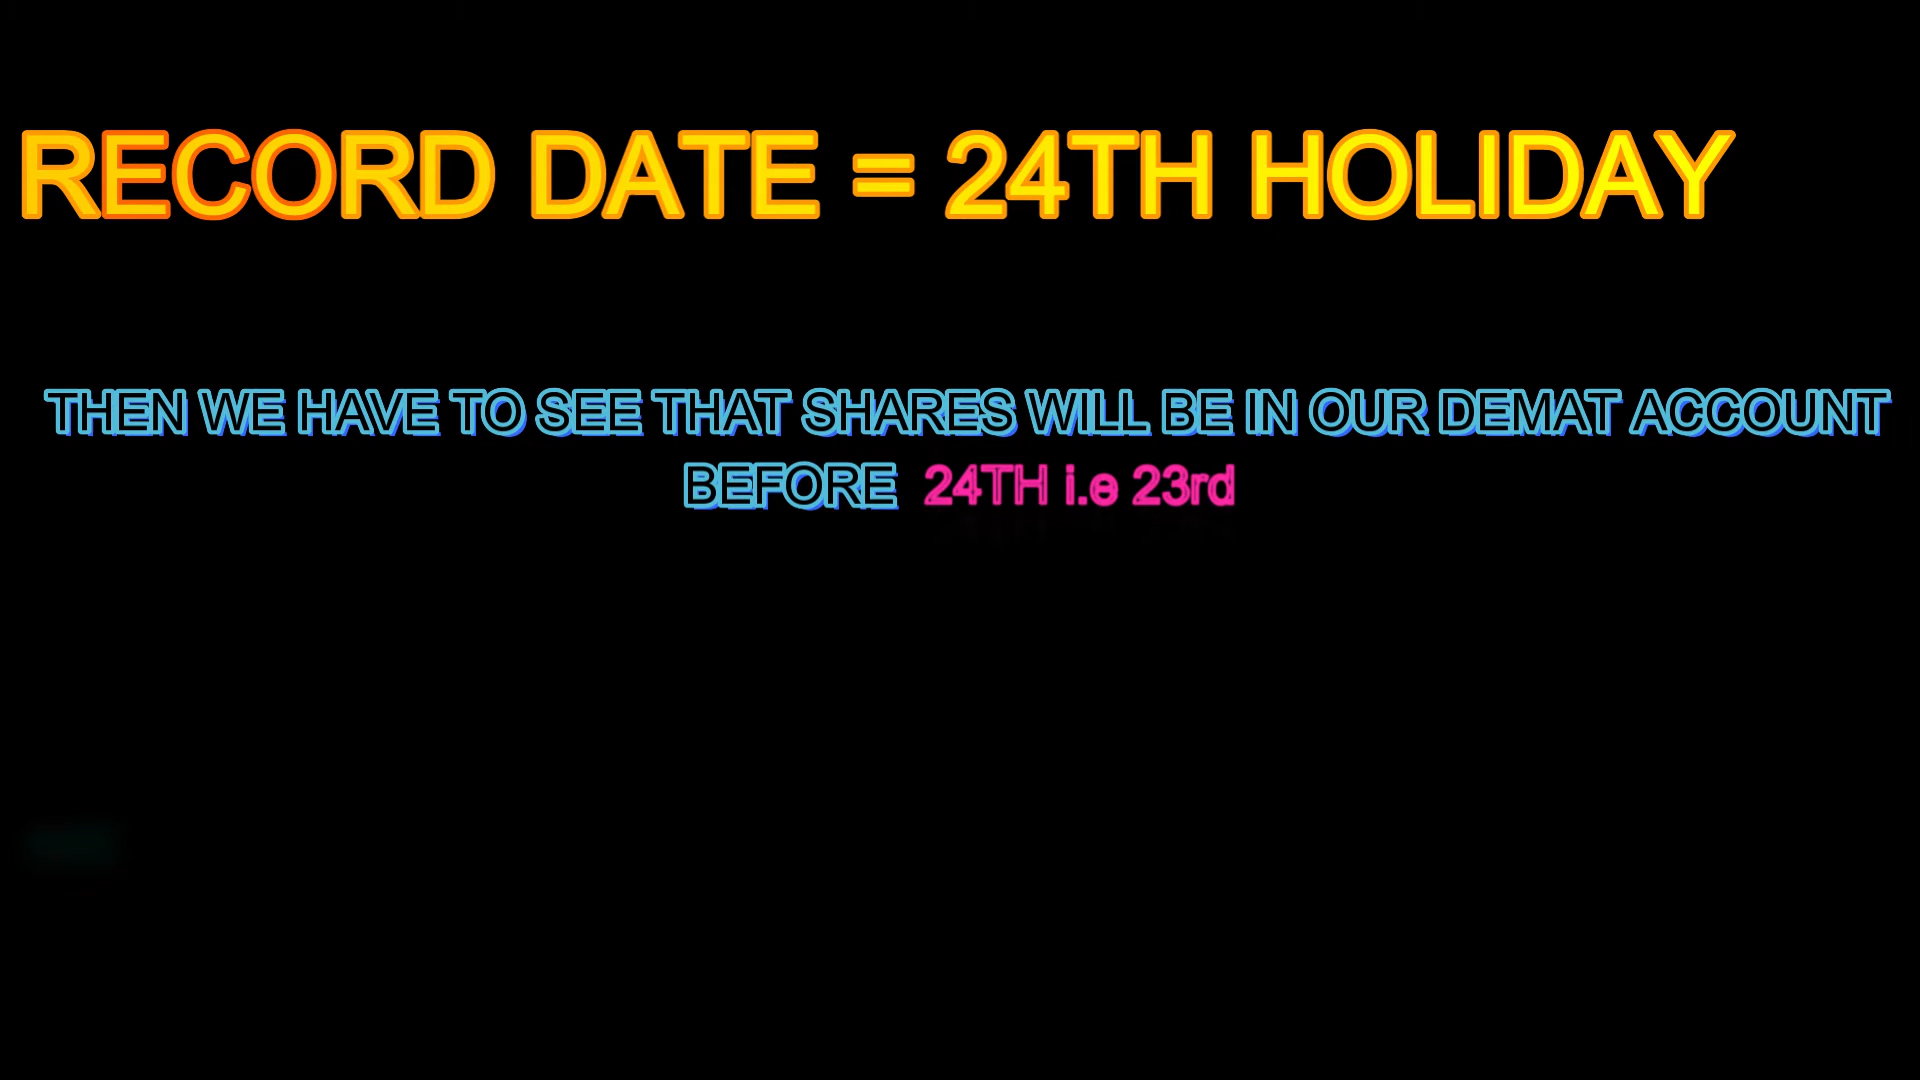 RECORD DATE = 24TH HOLIDAY
THEN WE HAVE TO SEE THAT SHARES WILL BE IN OUR DEMAT ACCOUNT
BEFORE 24TH i.e 23rd